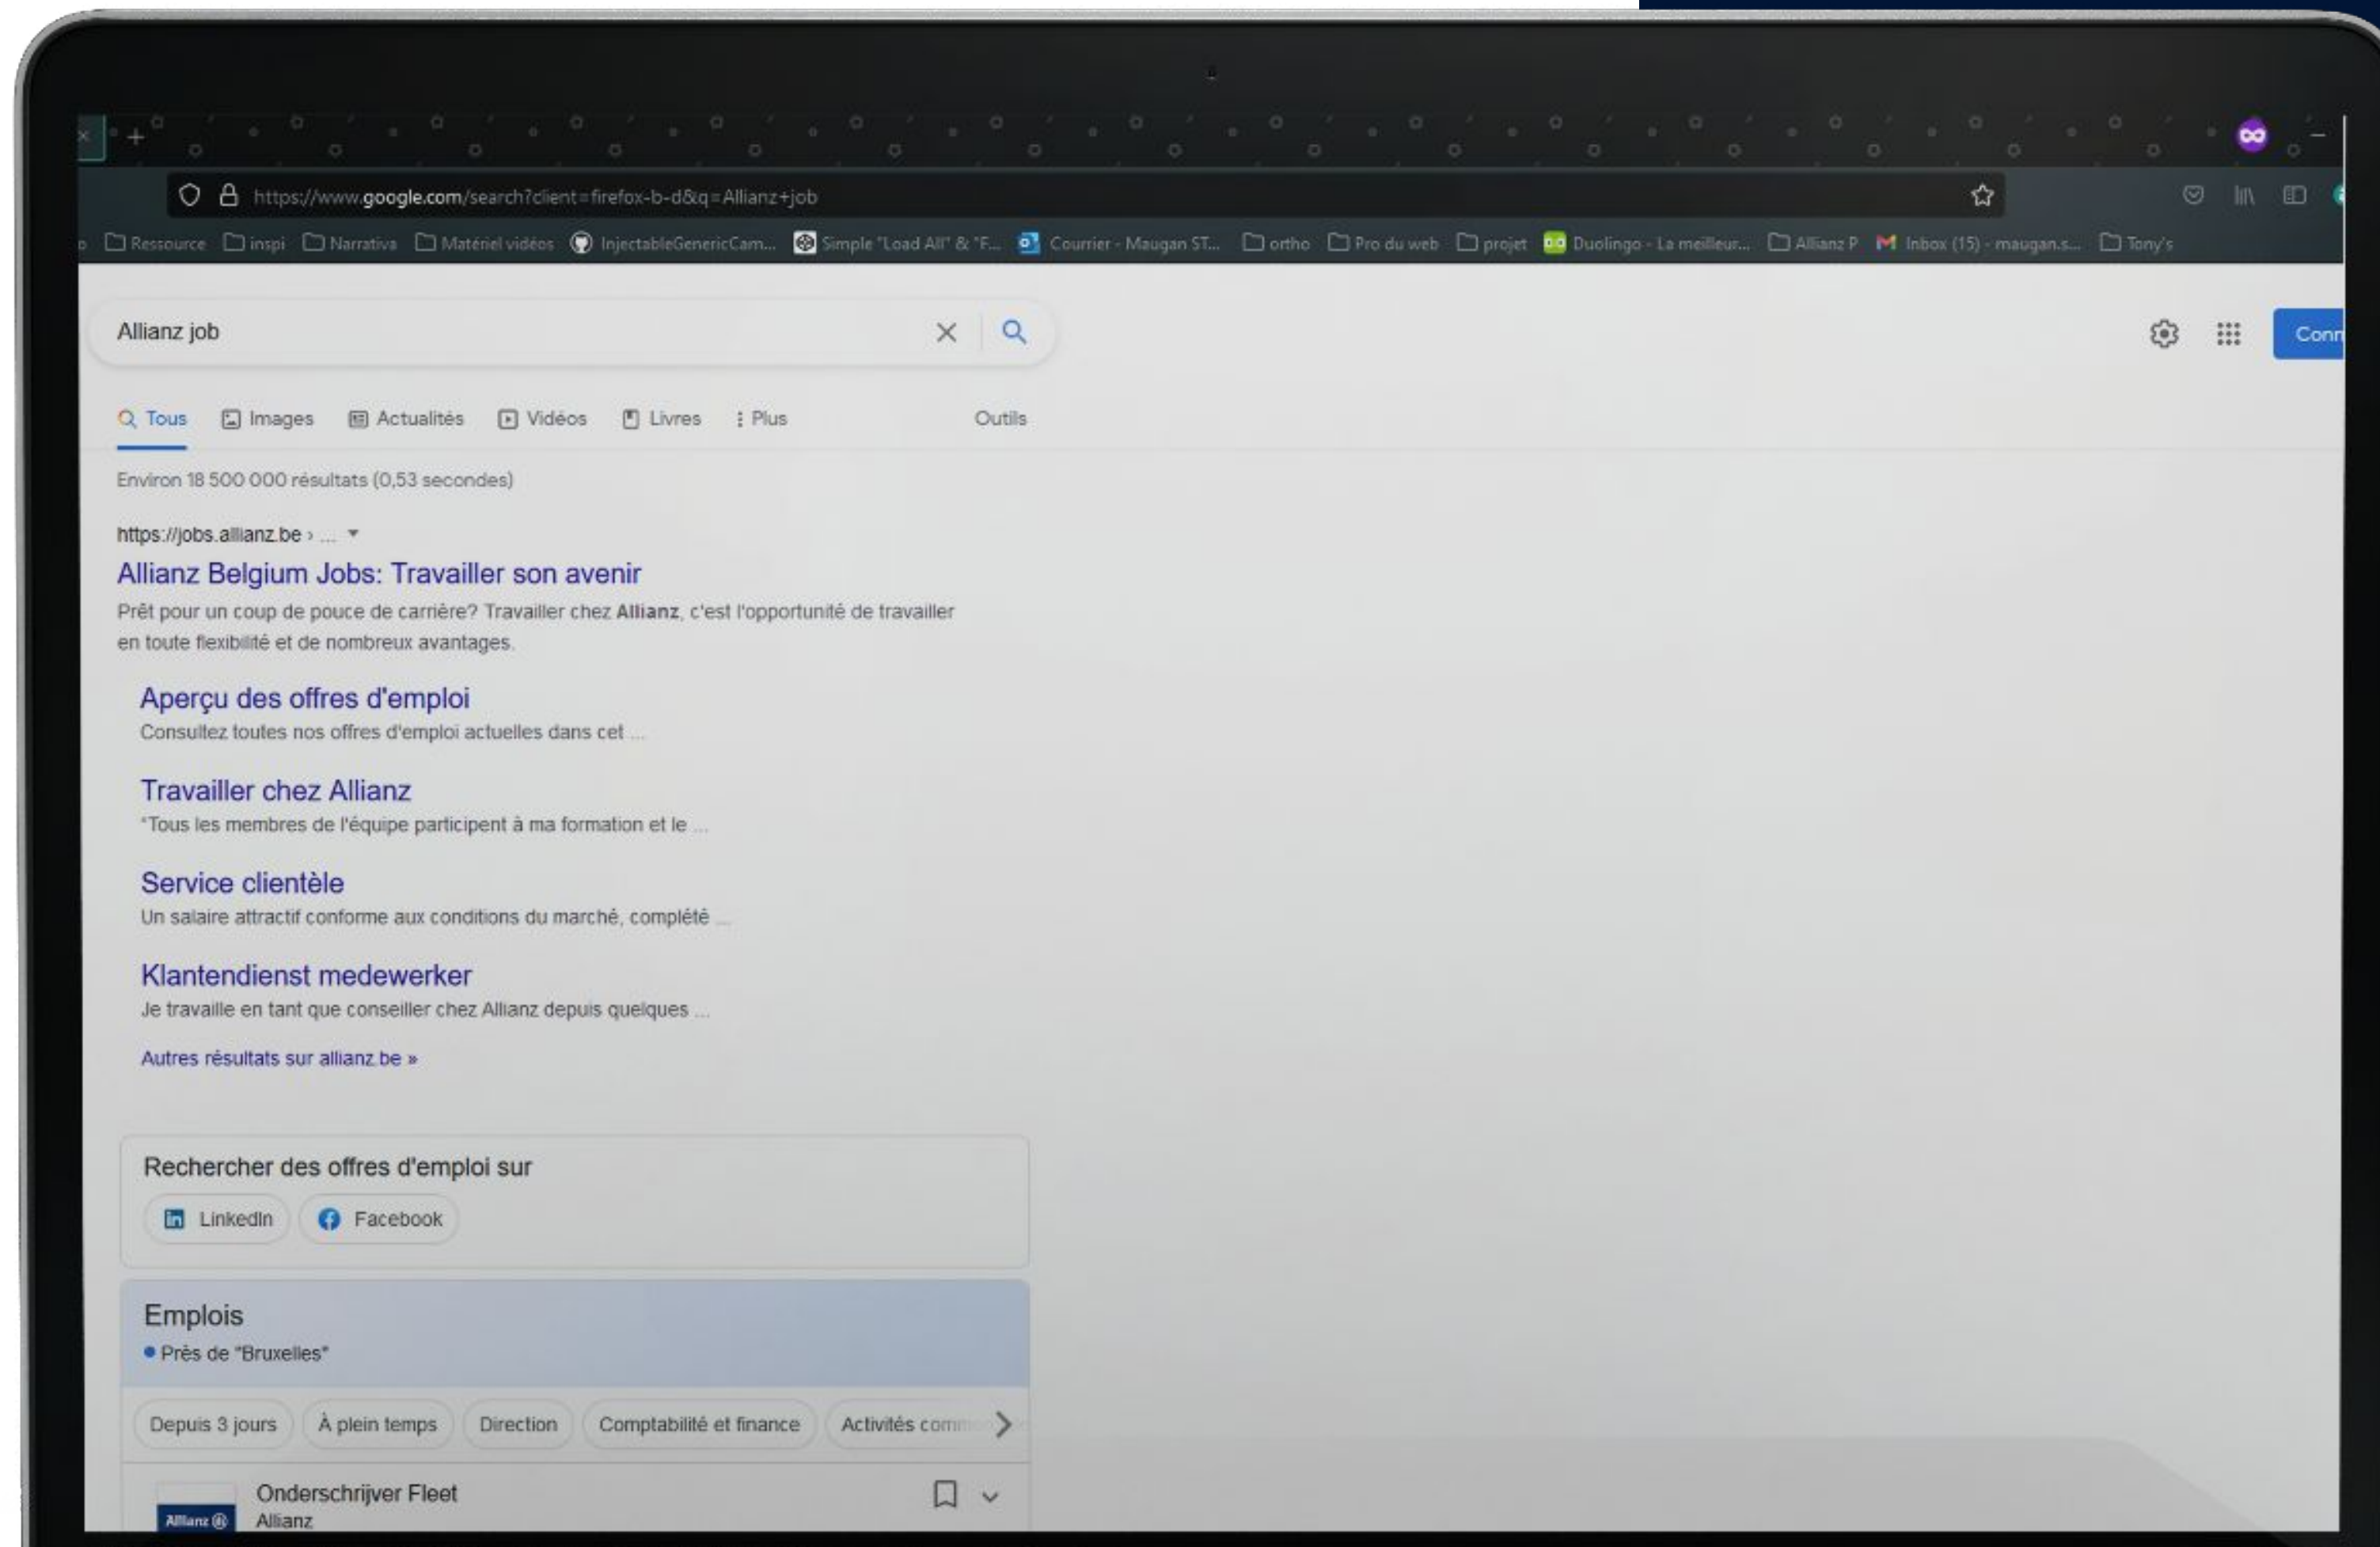 https://www.google.com/search?client=firefox-b-d&q=Allianz+job
Ressource inspi Narrativa Matériel vidéos InjectableGenericCam... Simple "Load All" & "F... Courrier - Maugan ST... ortho Pro du web projet Duolingo - La meilleur... Allianz P Inbox (15) - maugan.s... Tony's
Allianz job
Conn
Tous Images Actualités Vidéos Livres Plus Outils
Environ 18 500 000 résultats (0,53 secondes)
https://jobs.allianz.be › ...
Allianz Belgium Jobs: Travailler son avenir
Prêt pour un coup de pouce de carrière? Travailler chez Allianz, c'est l'opportunité de travailler
en toute flexibilité et de nombreux avantages.
Aperçu des offres d'emploi
Consultez toutes nos offres d'emploi actuelles dans cet ...
Travailler chez Allianz
"Tous les membres de l'équipe participent à ma formation et le ...
Service clientèle
Un salaire attractif conforme aux conditions du marché, complété ...
Klantendienst medewerker
Je travaille en tant que conseiller chez Allianz depuis quelques ...
Autres résultats sur allianz.be »
Rechercher des offres d'emploi sur
LinkedIn Facebook
Emplois
Près de "Bruxelles"
Depuis 3 jours À plein temps Direction Comptabilité et finance Activités comm
Onderschrijver Fleet
Allianz Allianz